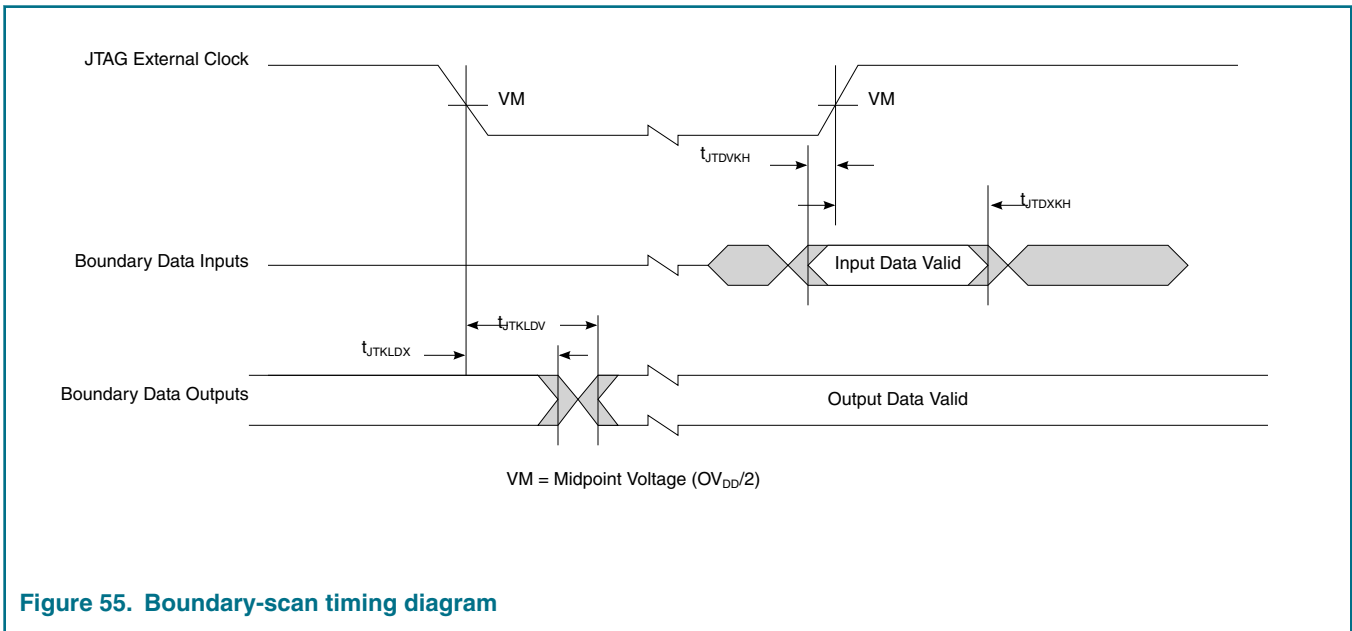 JTAG External Clock
VM
VM
tJTDVKH
tJTDXKH
Boundary Data Inputs
Input Data Valid
tJTKLDV
tJTKLDX
Boundary Data Outputs
Output Data Valid
VM = Midpoint Voltage (OVDD/2)
Figure 55. Boundary-scan timing diagram